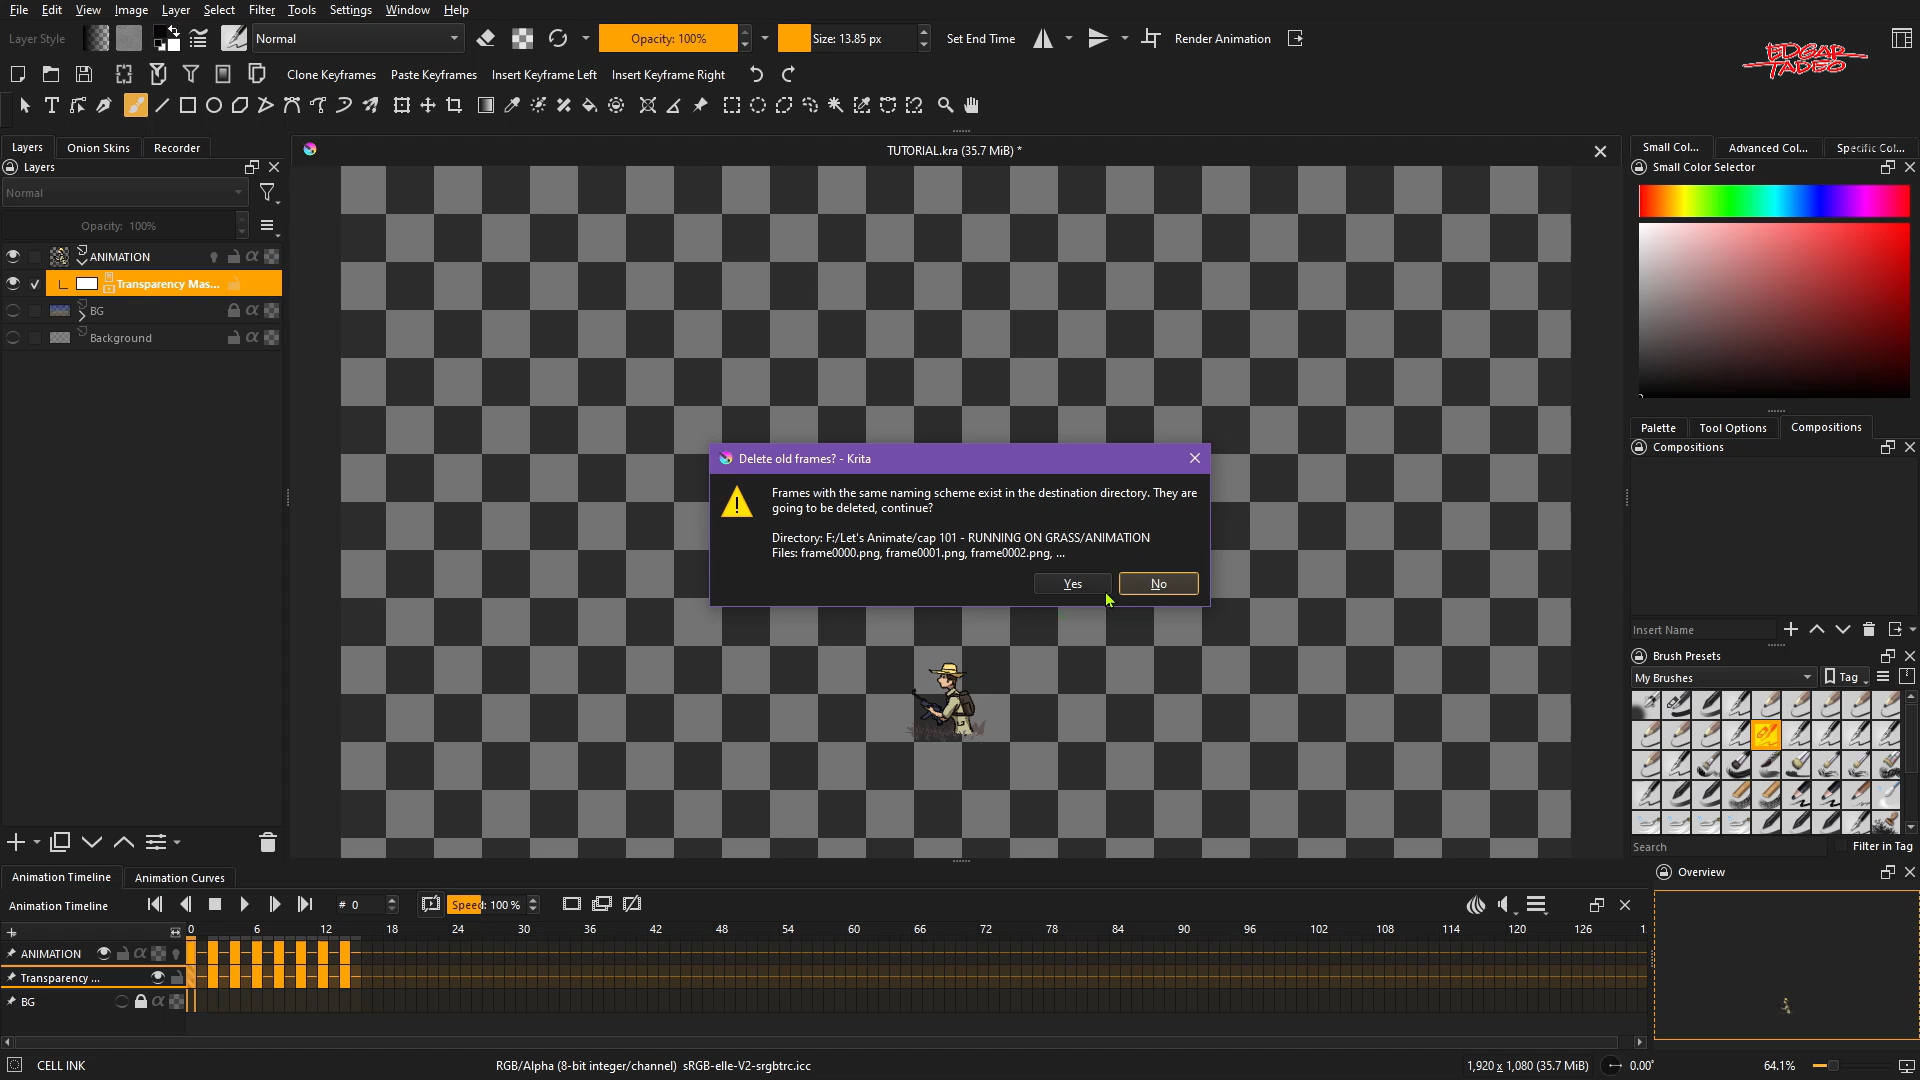 File Edit View Image Layer Select Filter Tools Settings Window Help
Layer Style Normal Opacity: 100% Size: 13.85 px Set End Time Render Animation
EDGAR TADEO
Clone Keyframes Paste Keyframes Insert Keyframe Left Insert Keyframe Right
Layers Onion Skins Recorder
TUTORIAL.kra (35.7 MiB) *
Small Col... Advanced Col... Specific Col...
Layers
Small Color Selector
Normal
Opacity: 100%
ANIMATION
Transparency Mas...
BG
Background
Palette Tool Options Compositions
Compositions
Delete old frames? - Krita
Frames with the same naming scheme exist in the destination directory. They are
going to be deleted, continue?
Directory: F:/Let's Animate/cap 101 - RUNNING ON GRASS/ANIMATION
Files: frame0000.png, frame0001.png, frame0002.png, ...
Yes No
Insert Name
Brush Presets
My Brushes Tag
Search Filter in Tag
Animation Timeline Animation Curves
Overview
Animation Timeline # 0 Speed: 100 %
0 6 12 18 24 30 36 42 48 54 60 66 72 78 84 90 96 102 108 114 120 126 1
ANIMATION
Transparency ...
BG
CELL INK RGB/Alpha (8-bit integer/channel) sRGB-elle-V2-srgbtrc.icc 1,920 x 1,080 (35.7 MiB) 0.00° 64.1%